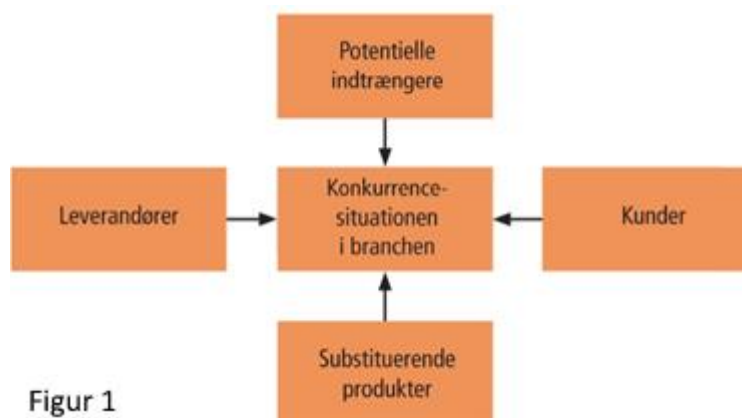 Potentielle
indtrængere
Leverandører
Konkurrence-
situationen
i branchen
Kunder
Substituerende
produkter
Figur 1